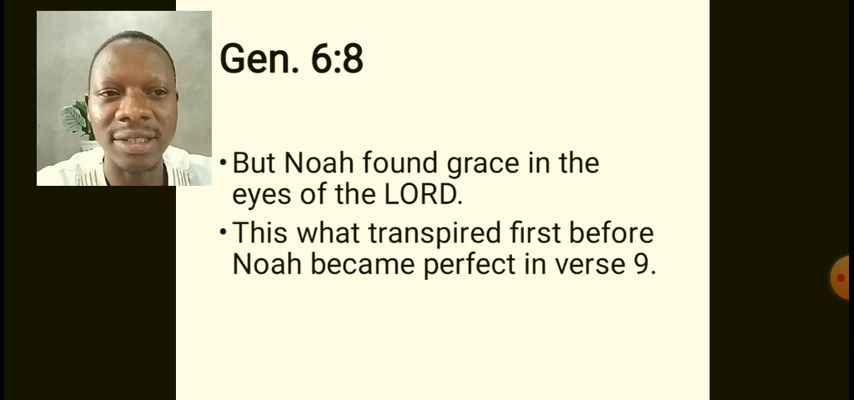 Gen. 6:8
•But Noah found grace in the
eyes of the LORD.
•This what transpired first before
Noah became perfect in verse 9.